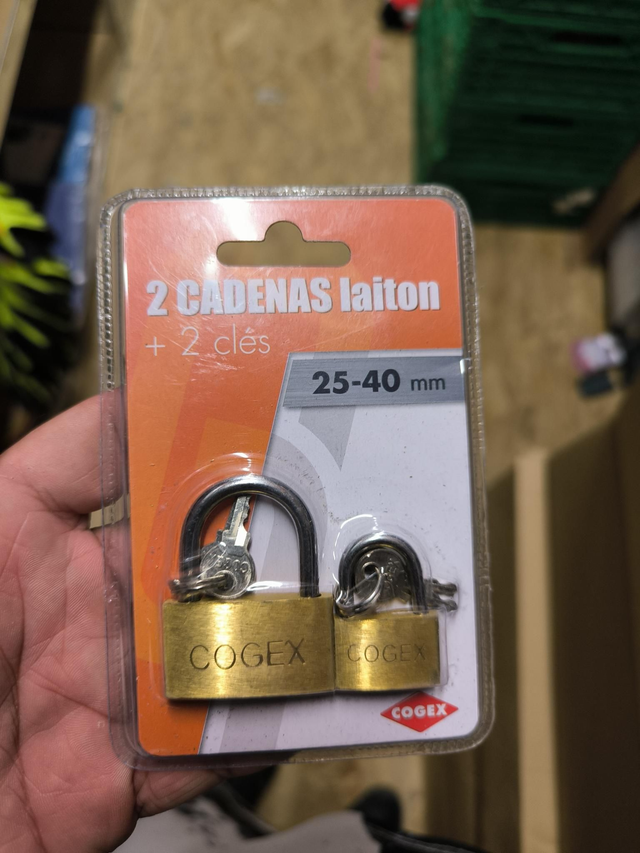 2 CADENAS laiton
+ 2 clés
25-40 mm
COGEX
COGEX
COGEX